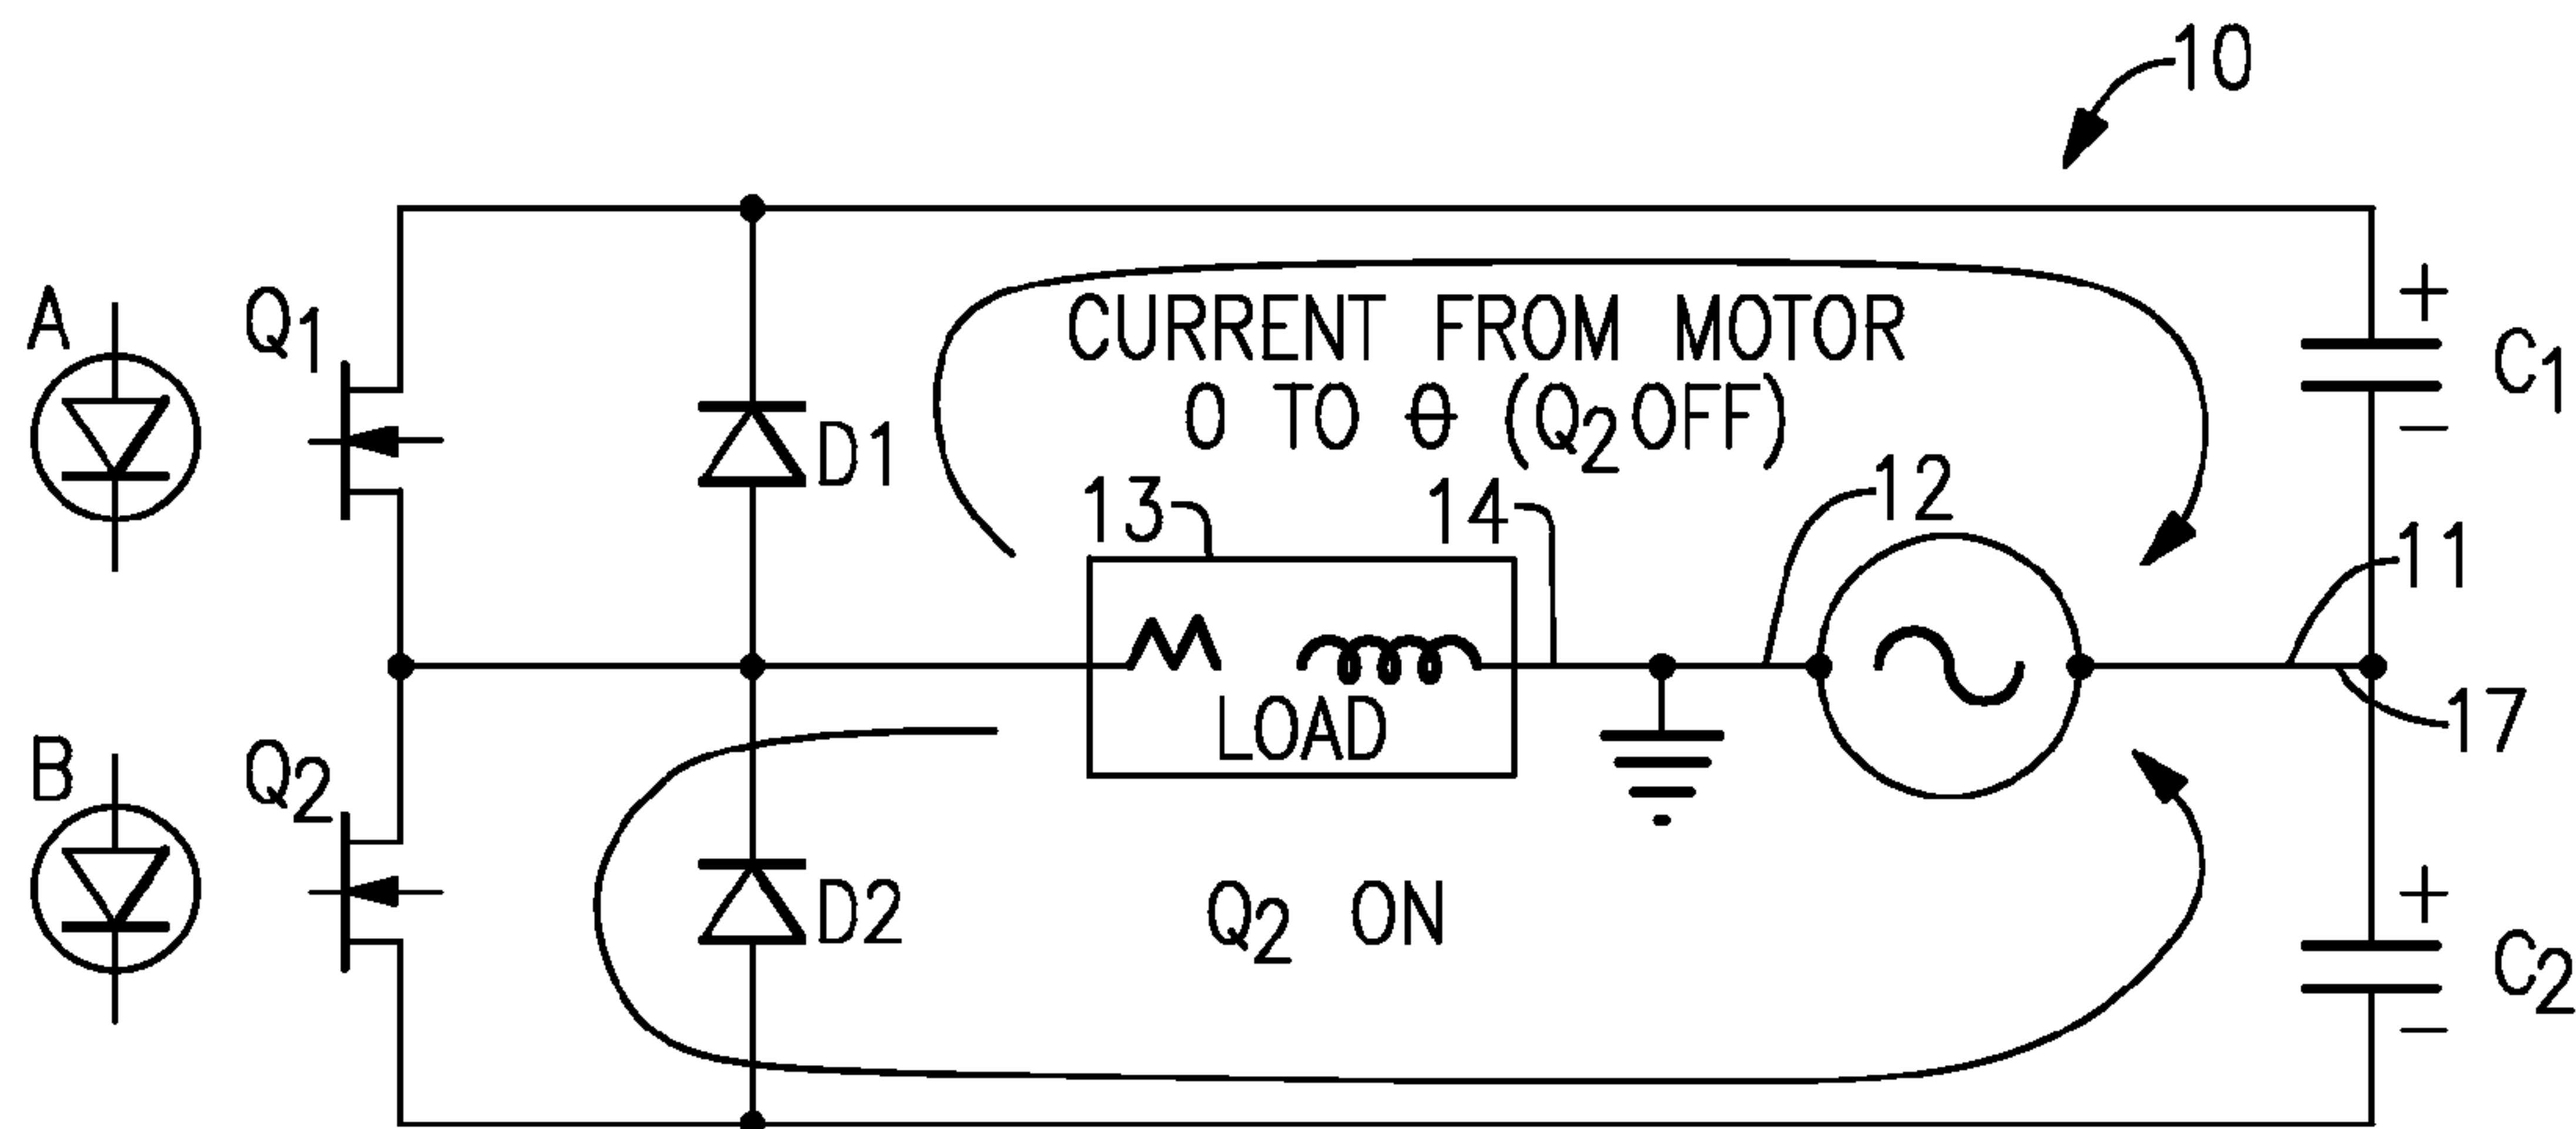 10
A
Q1
CURRENT FROM MOTOR
0 TO θ (Q2 OFF)
C1
D1
13
14
12
11
LOAD
17
B
Q2
D2
Q2 ON
C2